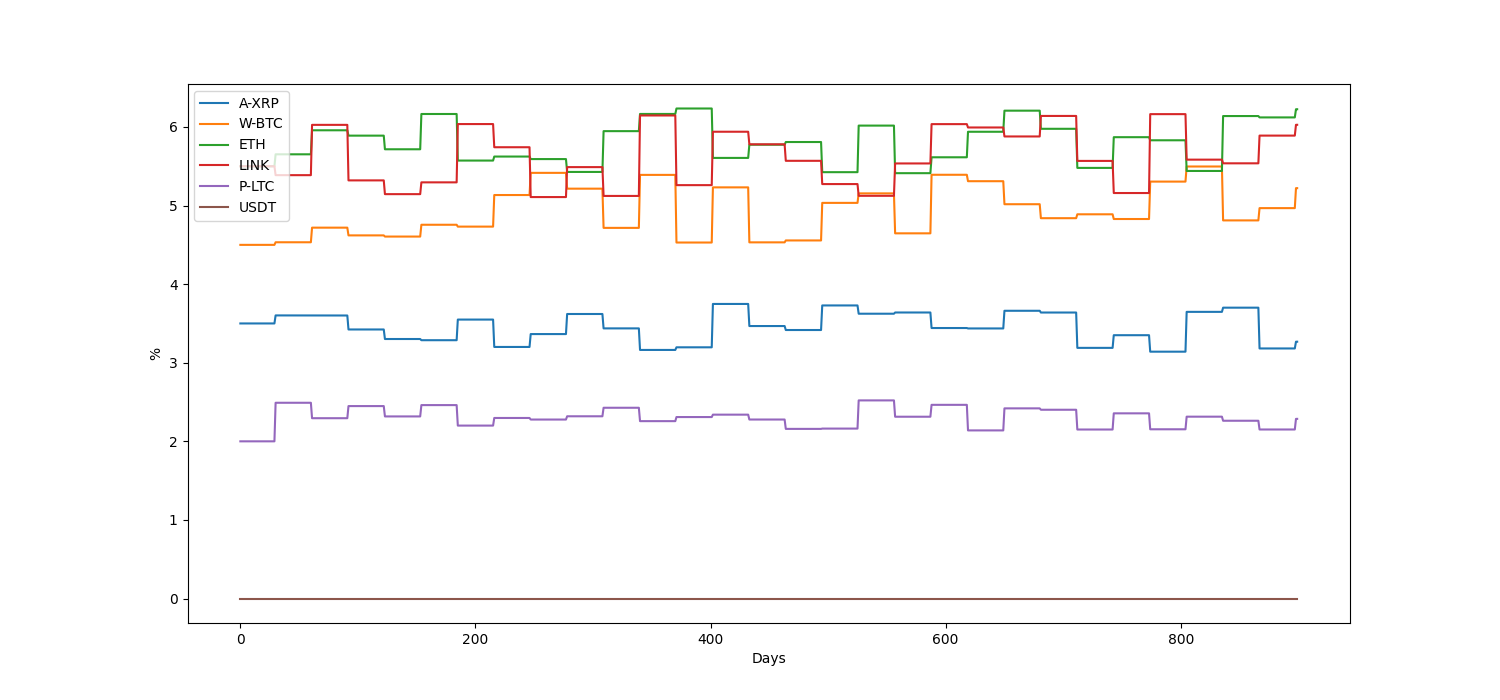 A-XRP
W-BTC
ETH
LINK
P-LTC
USDT
6
5
4
3
2
1
0
%
0 200 400 600 800
Days